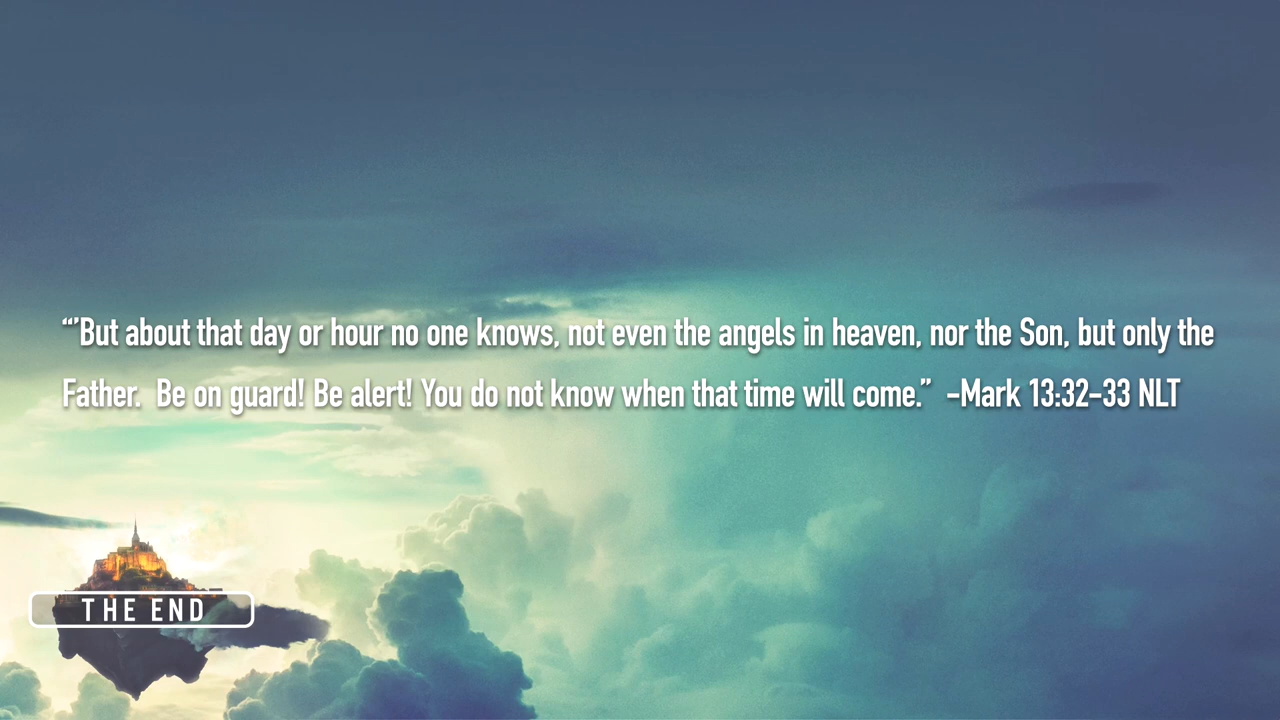 “’But about that day or hour no one knows, not even the angels in heaven, nor the Son, but only the
Father.  Be on guard! Be alert! You do not know when that time will come.”  -Mark 13:32-33 NLT
THE END